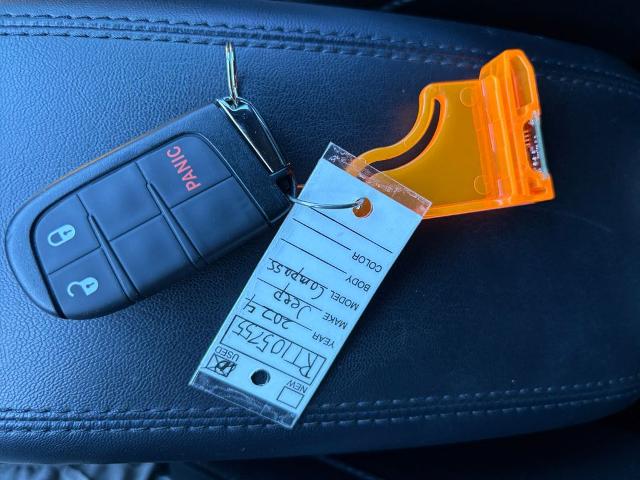 PANIC
NEW
USED
RT105755
YEAR 2024
MAKE Jeep
MODEL Compass
BODY
COLOR